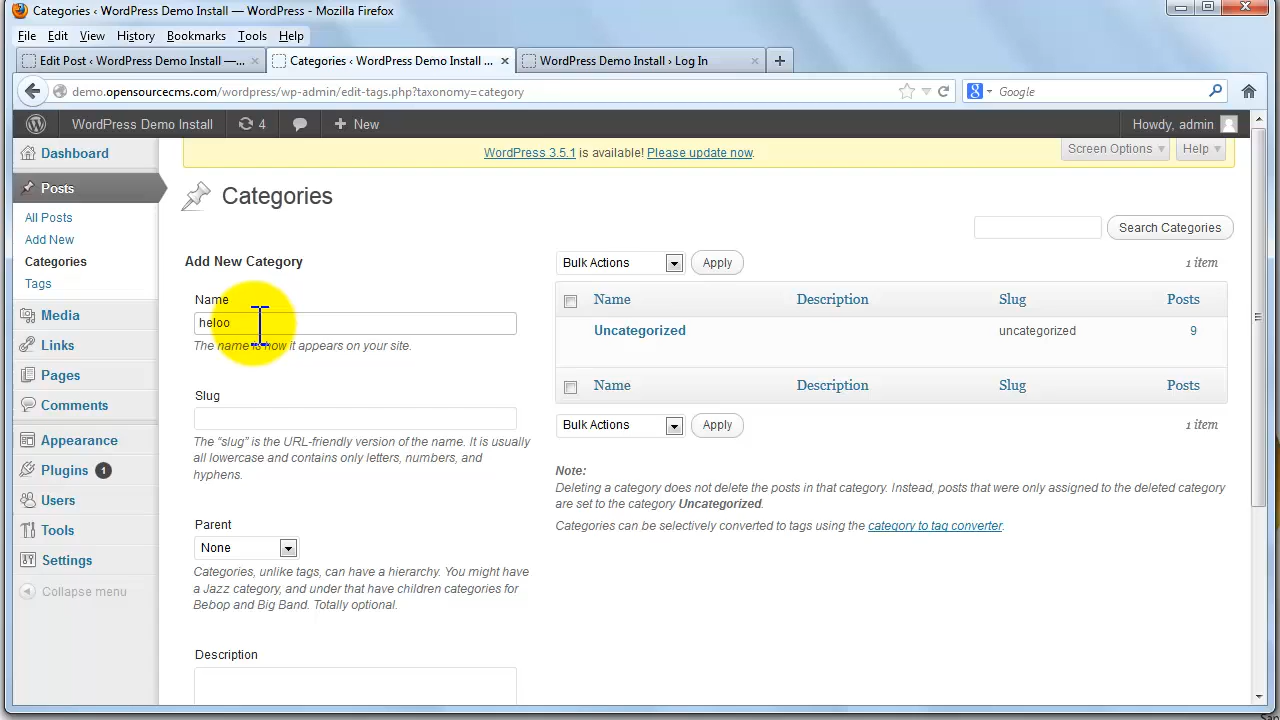 Categories ‹ WordPress Demo Install — WordPress - Mozilla Firefox
File Edit View History Bookmarks Tools Help
Edit Post ‹ WordPress Demo Install —...
Categories ‹ WordPress Demo Install ...
WordPress Demo Install › Log In
demo.opensourcecms.com/wordpress/wp-admin/edit-tags.php?taxonomy=category
Google
WordPress Demo Install 4 New
Howdy, admin
WordPress 3.5.1 is available! Please update now.
Screen Options Help
Dashboard
Posts
All Posts
Add New
Categories
Tags
Media
Links
Pages
Comments
Appearance
Plugins 1
Users
Tools
Settings
Collapse menu
Categories
Search Categories
Add New Category
Name
heloo
The name is how it appears on your site.
Slug
The “slug” is the URL-friendly version of the name. It is usually
all lowercase and contains only letters, numbers, and
hyphens.
Parent
None
Categories, unlike tags, can have a hierarchy. You might have
a Jazz category, and under that have children categories for
Bebop and Big Band. Totally optional.
Description
Bulk Actions Apply 1 item
Name Description Slug Posts
Uncategorized uncategorized 9
Name Description Slug Posts
Bulk Actions Apply 1 item
Note:
Deleting a category does not delete the posts in that category. Instead, posts that were only assigned to the deleted category
are set to the category Uncategorized.
Categories can be selectively converted to tags using the category to tag converter.